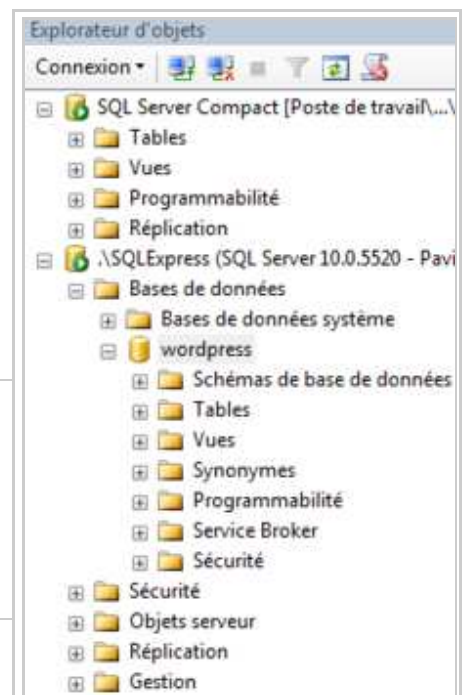 Explorateur d'objets
Connexion
SQL Server Compact [Poste de travail\...\
Tables
Vues
Programmabilité
Réplication
.\SQLExpress (SQL Server 10.0.5520 - Pavi
Bases de données
Bases de données système
wordpress
Schémas de base de données
Tables
Vues
Synonymes
Programmabilité
Service Broker
Sécurité
Sécurité
Objets serveur
Réplication
Gestion